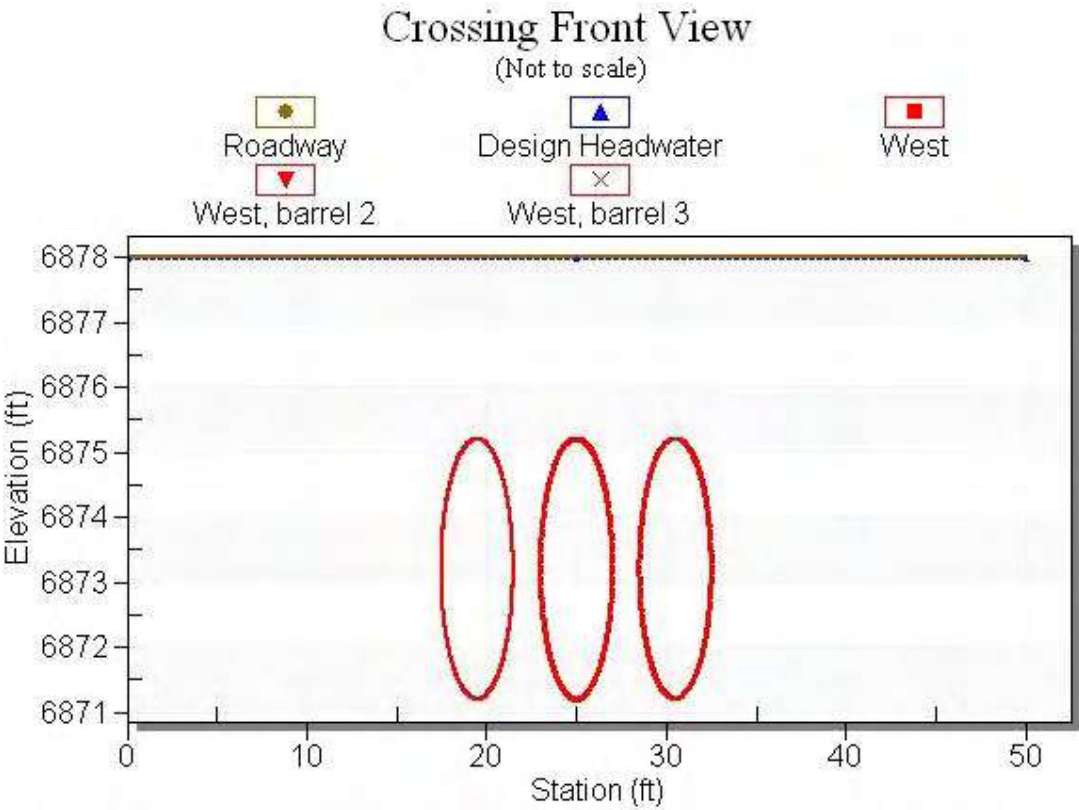 Crossing Front View
(Not to scale)
Roadway
Design Headwater
West
West, barrel 2
West, barrel 3
Elevation (ft)
6878
6877
6876
6875
6874
6873
6872
6871
0 10 20 30 40 50
Station (ft)